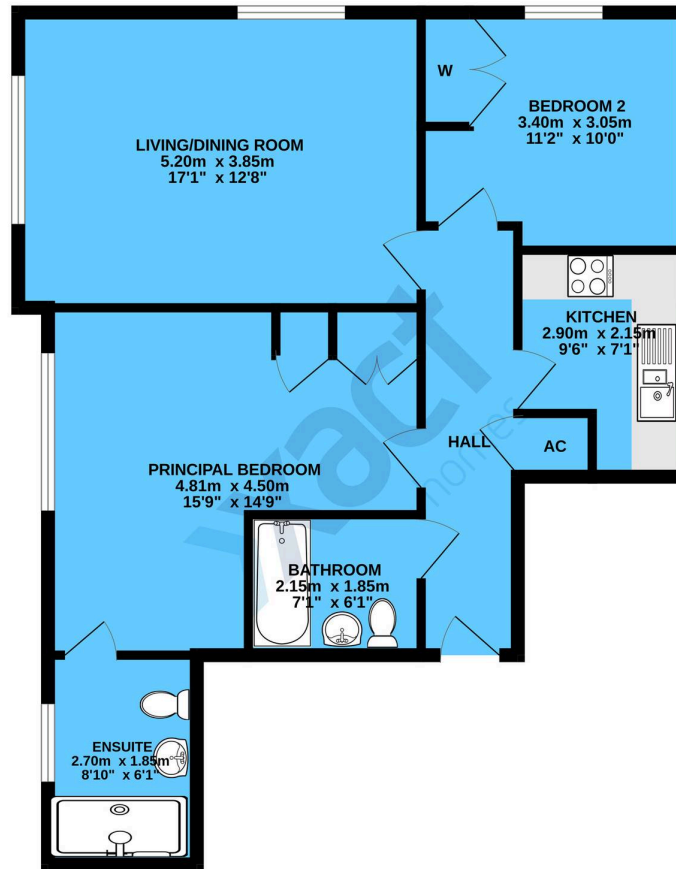 LIVING/DINING ROOM
5.20m x 3.85m
17'1" x 12'8"
W
BEDROOM 2
3.40m x 3.05m
11'2" x 10'0"
KITCHEN
2.90m x 2.15m
9'6" x 7'1"
HALL
AC
PRINCIPAL BEDROOM
4.81m x 4.50m
15'9" x 14'9"
BATHROOM
2.15m x 1.85m
7'1" x 6'1"
ENSUITE
2.70m x 1.85m
8'10" x 6'1"
xact
homes